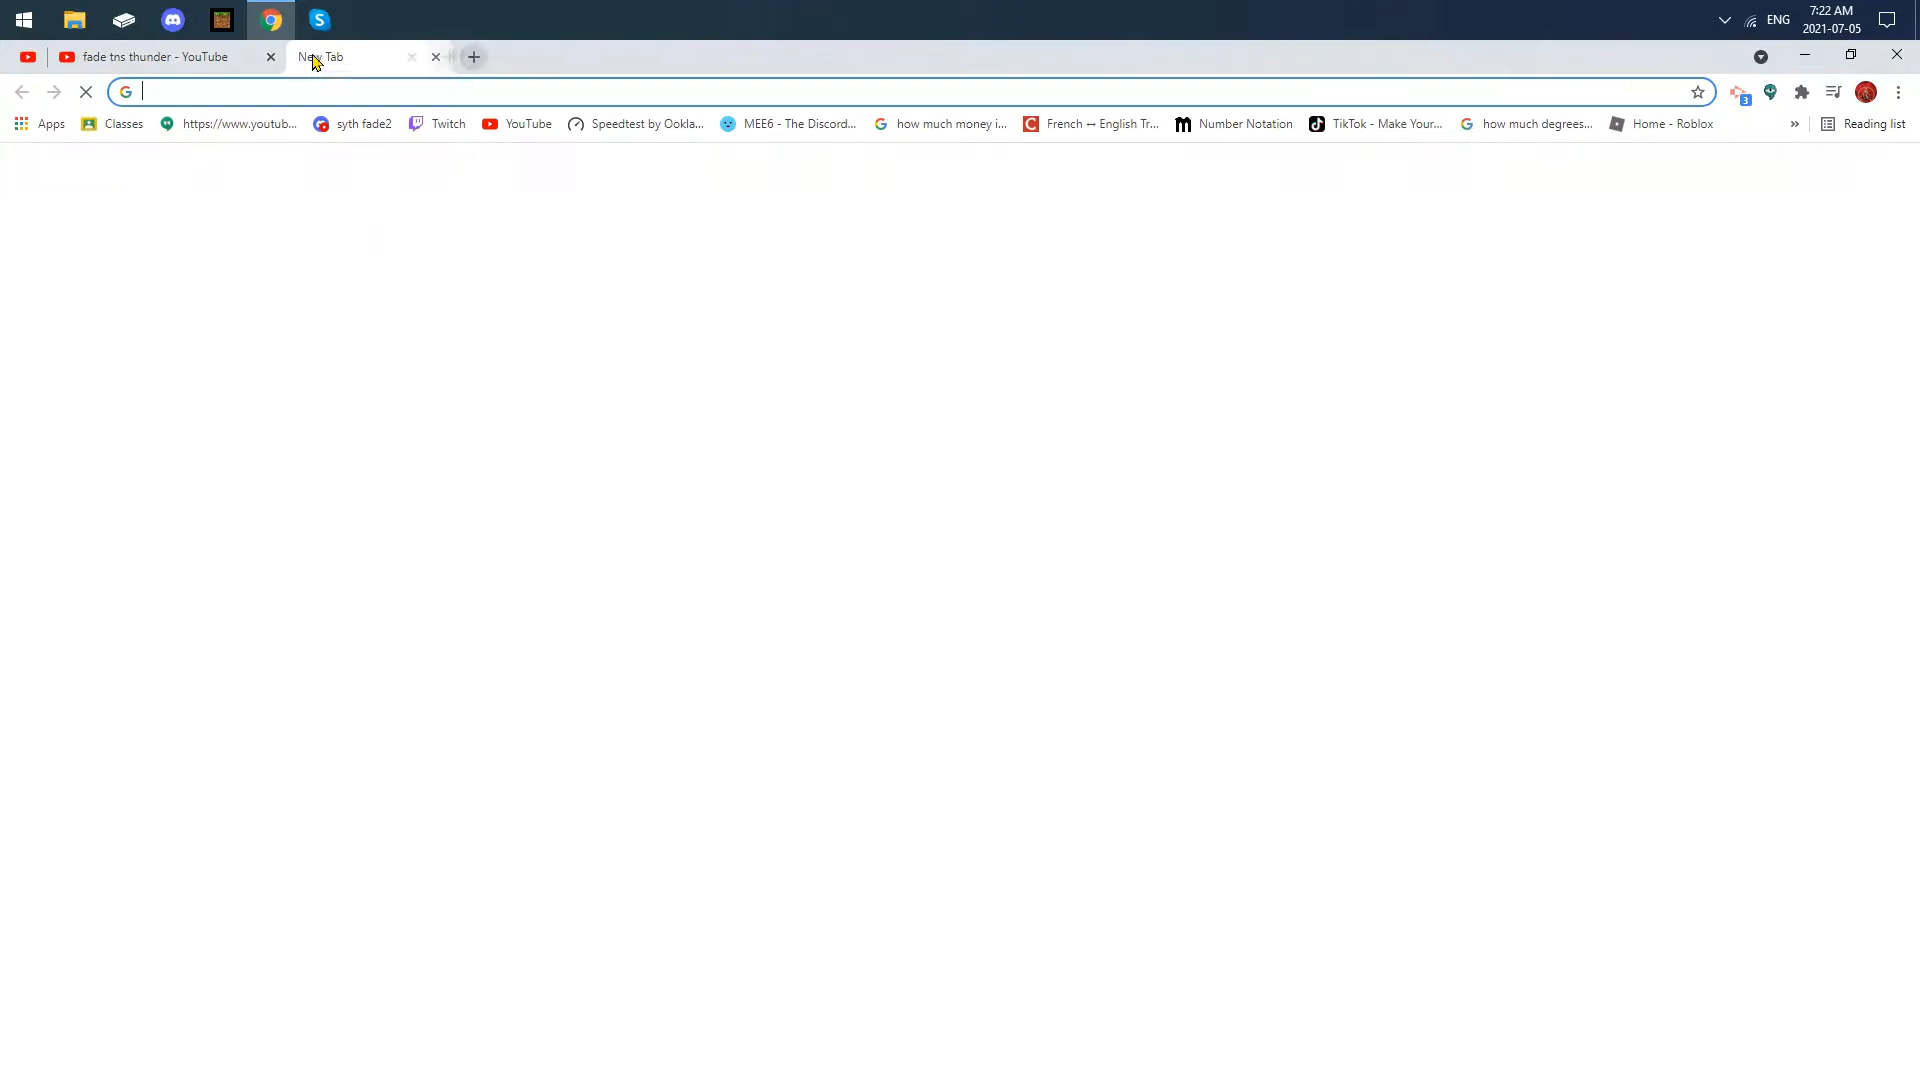 ENG
7:22 AM
2021-07-05
fade tns thunder - YouTube
New Tab
Apps
Classes
https://www.youtub...
syth fade2
Twitch
YouTube
Speedtest by Ookla...
MEE6 - The Discord...
how much money i...
French ↔ English Tr...
Number Notation
TikTok - Make Your...
how much degrees...
Home - Roblox
»
Reading list
3